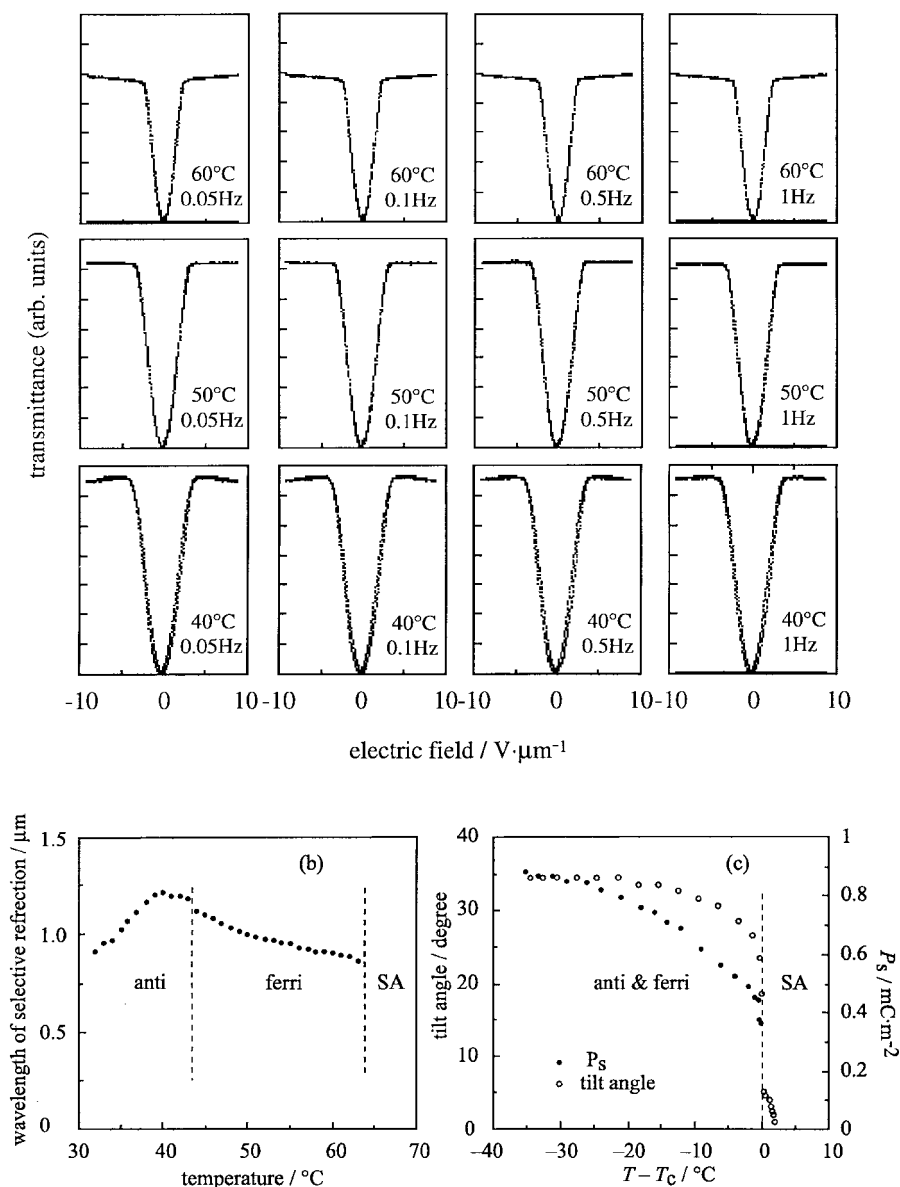 60°C 60°C 60°C 60°C
0.05Hz 0.1Hz 0.5Hz 1Hz
transmittance (arb. units)
50°C 50°C 50°C 50°C
0.05Hz 0.1Hz 0.5Hz 1Hz
40°C 40°C 40°C 40°C
0.05Hz 0.1Hz 0.5Hz 1Hz
-10 0 10 -10 0 10 -10 0 10 -10 0 10
electric field / V·μm⁻¹
wavelength of selective refrection / μm
1.5
1.0
0.5
0
(b)
anti ferri SA
30 40 50 60 70
temperature / °C
tilt angle / degree
40
30
20
10
0
(c)
anti & ferri SA
• Ps
○ tilt angle
−40 −30 −20 −10 0 10
T − Tc / °C
1
0.8
0.6
0.4
0.2
0
Ps / mC·m⁻²